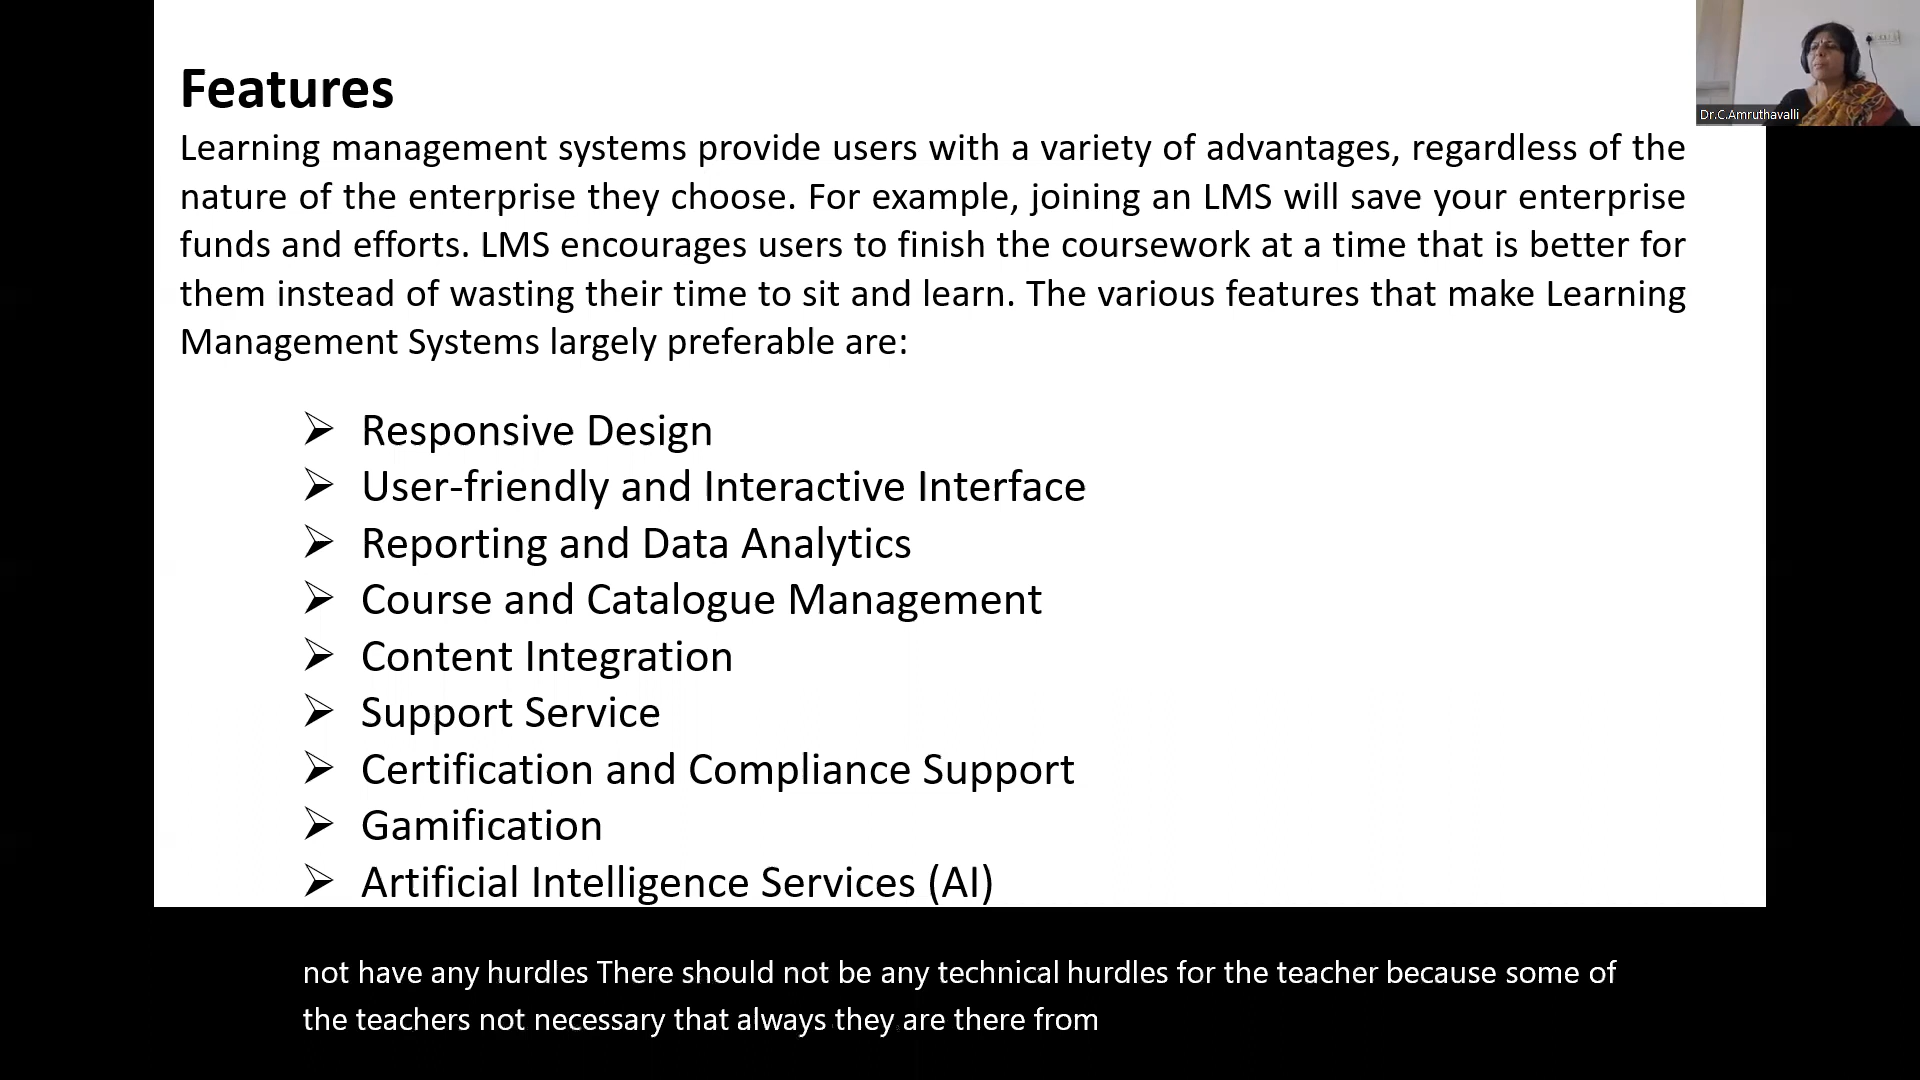 Features
Learning management systems provide users with a variety of advantages, regardless of the
nature of the enterprise they choose. For example, joining an LMS will save your enterprise
funds and efforts. LMS encourages users to finish the coursework at a time that is better for
them instead of wasting their time to sit and learn. The various features that make Learning
Management Systems largely preferable are:
➢ Responsive Design
➢ User-friendly and Interactive Interface
➢ Reporting and Data Analytics
➢ Course and Catalogue Management
➢ Content Integration
➢ Support Service
➢ Certification and Compliance Support
➢ Gamification
➢ Artificial Intelligence Services (AI)
Dr.C.Amruthavalli
not have any hurdles There should not be any technical hurdles for the teacher because some of
the teachers not necessary that always they are there from